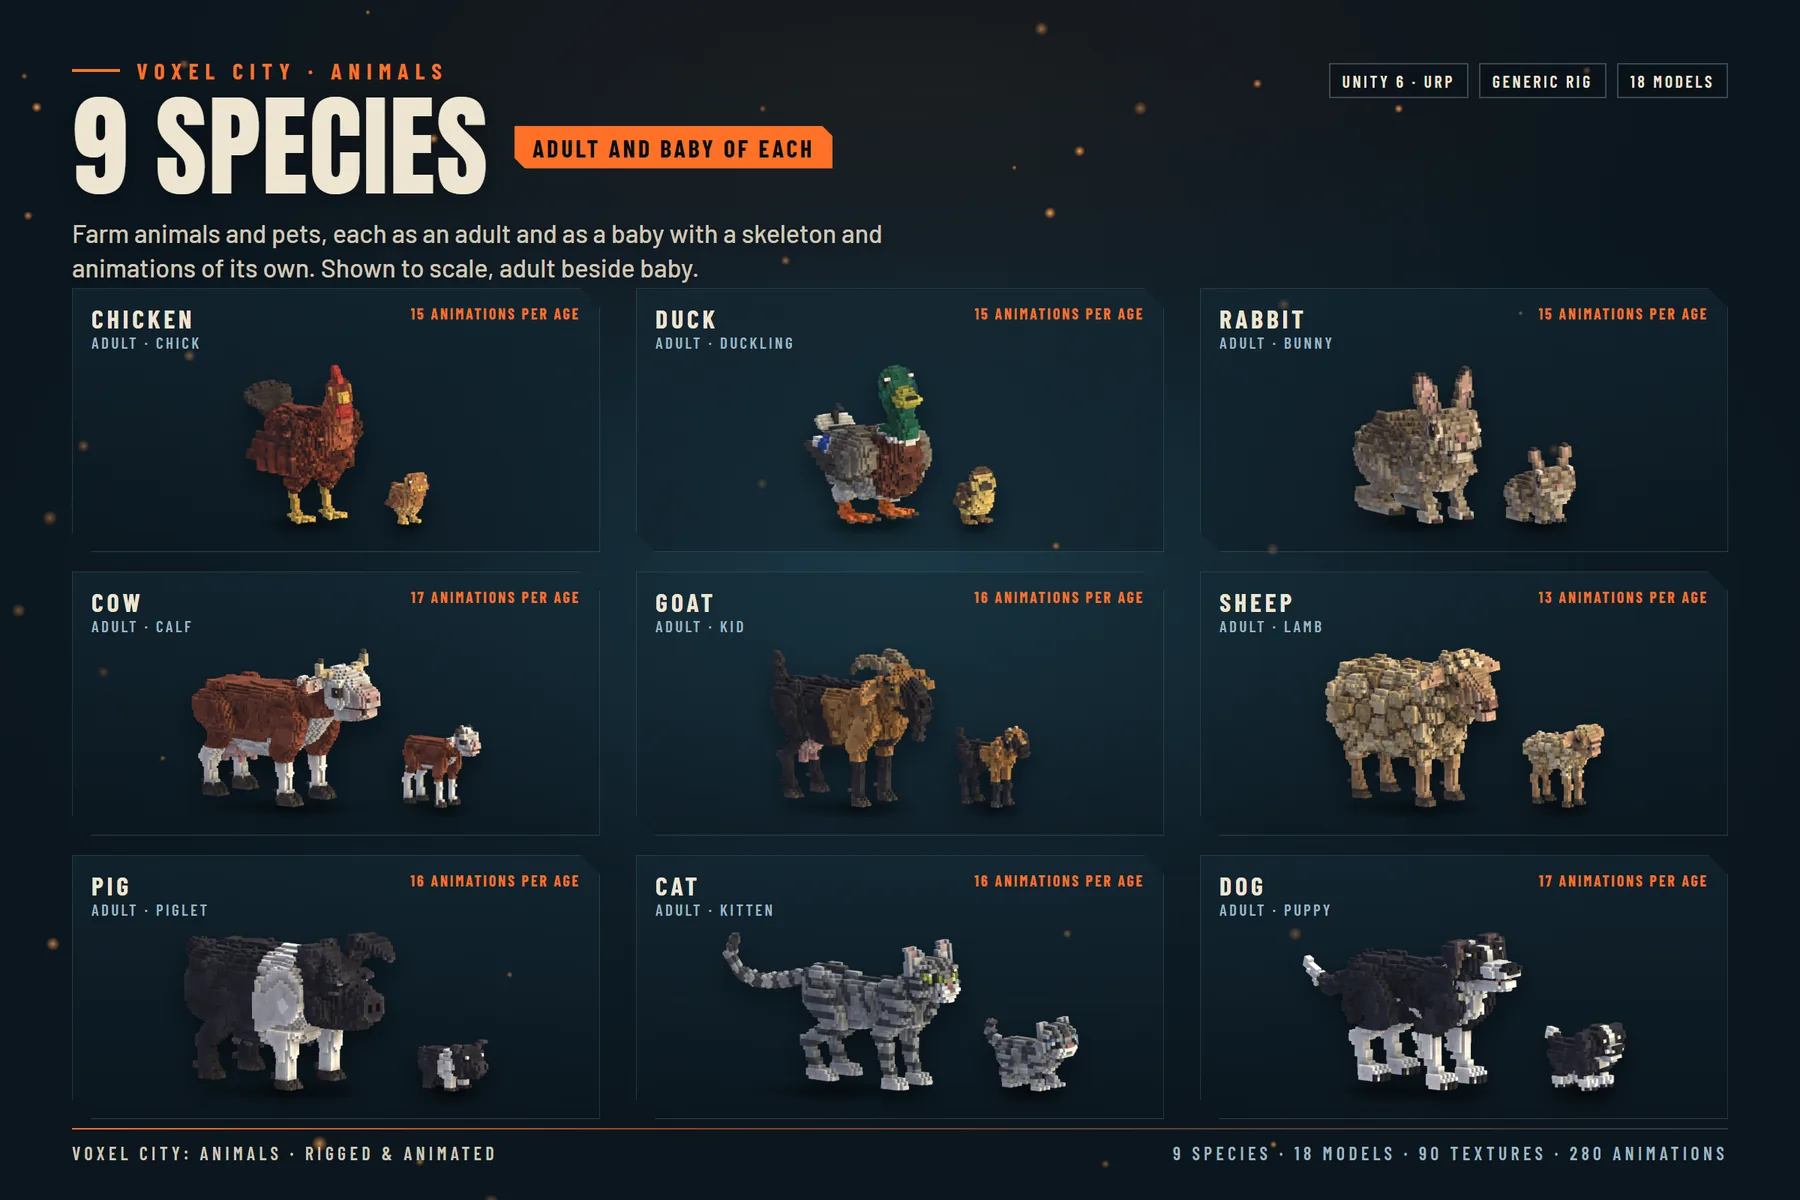 VOXEL CITY · ANIMALS
UNITY 6 · URP
GENERIC RIG
18 MODELS
9 SPECIES
ADULT AND BABY OF EACH
Farm animals and pets, each as an adult and as a baby with a skeleton and
animations of its own. Shown to scale, adult beside baby.
CHICKEN
15 ANIMATIONS PER AGE
ADULT · CHICK
DUCK
15 ANIMATIONS PER AGE
ADULT · DUCKLING
RABBIT
15 ANIMATIONS PER AGE
ADULT · BUNNY
COW
17 ANIMATIONS PER AGE
ADULT · CALF
GOAT
16 ANIMATIONS PER AGE
ADULT · KID
SHEEP
13 ANIMATIONS PER AGE
ADULT · LAMB
PIG
16 ANIMATIONS PER AGE
ADULT · PIGLET
CAT
16 ANIMATIONS PER AGE
ADULT · KITTEN
DOG
17 ANIMATIONS PER AGE
ADULT · PUPPY
VOXEL CITY: ANIMALS · RIGGED & ANIMATED
9 SPECIES · 18 MODELS · 90 TEXTURES · 280 ANIMATIONS